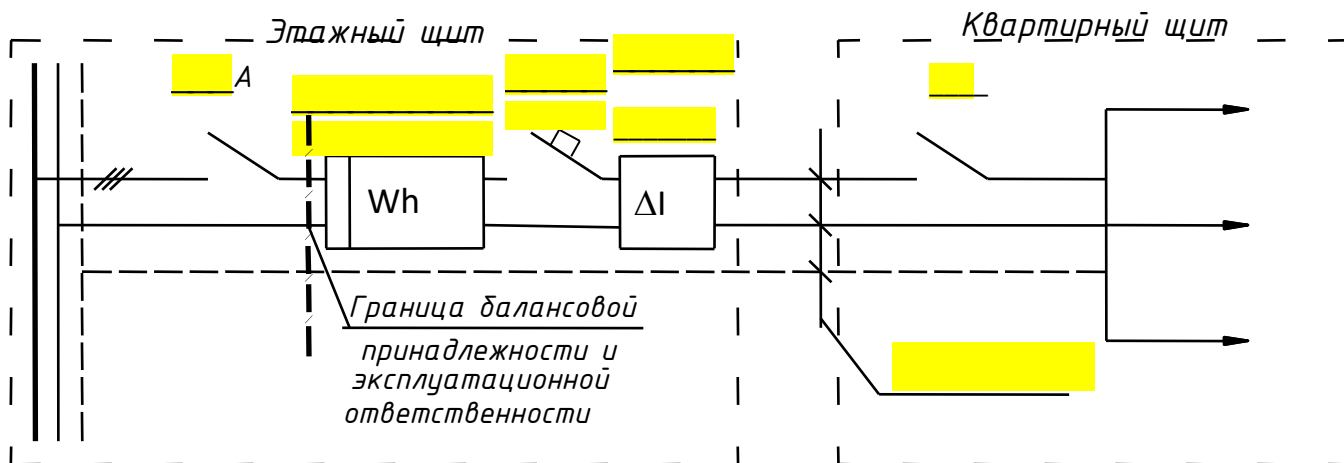 Этажный щит
Квартирный щит
А
Wh
ΔI
Граница балансовой
принадлежности и
эксплуатационной
ответственности